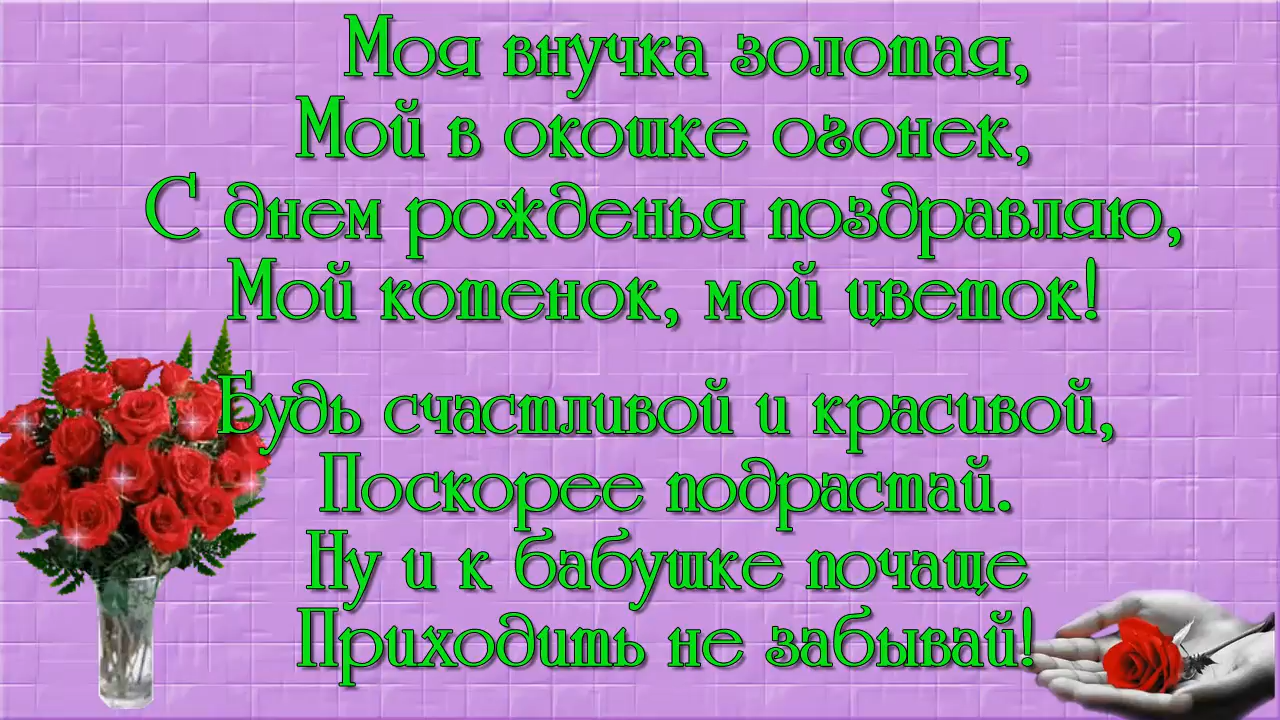 Моя внучка золотая,
Мой в окошке огонек,
С днем рожденья поздравляю,
Мой котенок, мой цветок!
Будь счастливой и красивой,
Поскорее подрастай.
Ну и к бабушке почаще
Приходить не забывай!